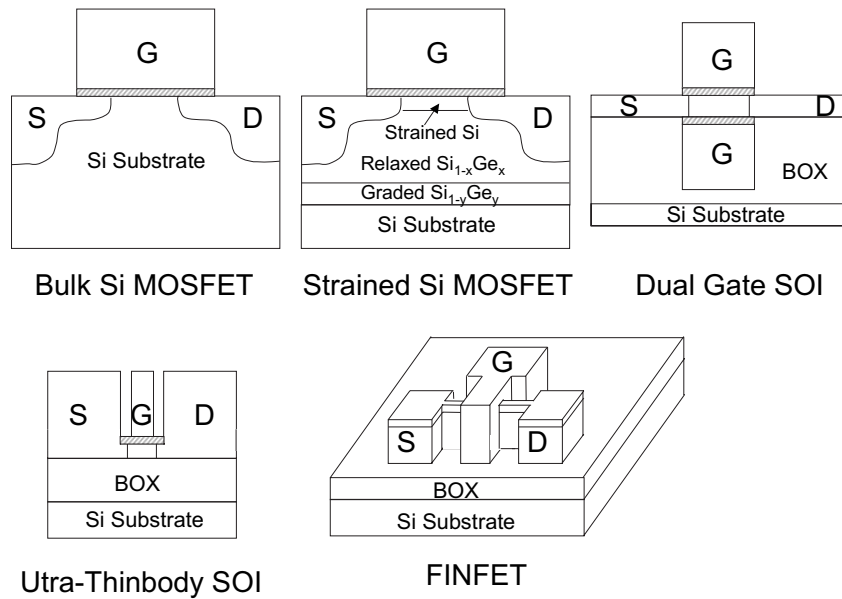 G
S
D
Si Substrate
Bulk Si MOSFET
G
S
D
Strained Si
Relaxed Si1-xGex
Graded Si1-yGey
Si Substrate
Strained Si MOSFET
G
S
D
G
BOX
Si Substrate
Dual Gate SOI
S
G
D
BOX
Si Substrate
Utra-Thinbody SOI
G
S
D
BOX
Si Substrate
FINFET